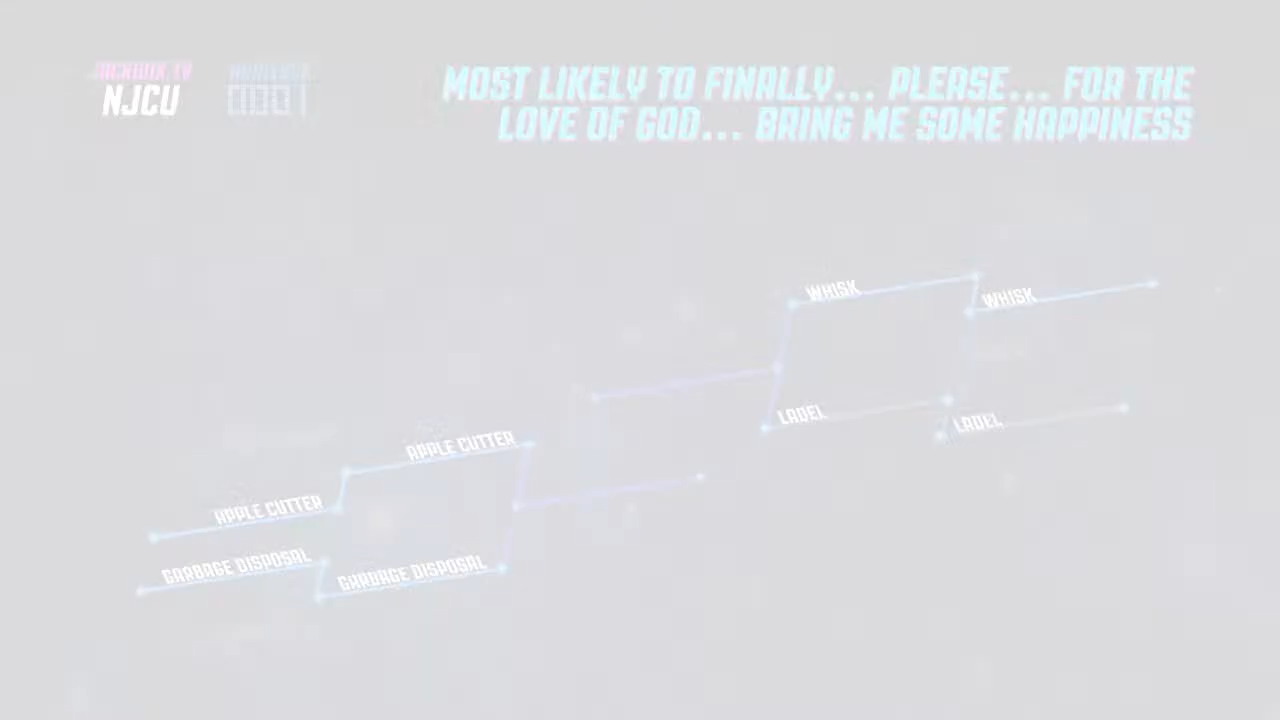 JACKBOX.TV
NJCU
MOST LIKELY TO FINALLY... PLEASE... FOR THE
LOVE OF GOD... BRING ME SOME HAPPINESS
WHISK
WHISK
LADEL
LADEL
APPLE CUTTER
APPLE CUTTER
GARBAGE DISPOSAL
GARBAGE DISPOSAL